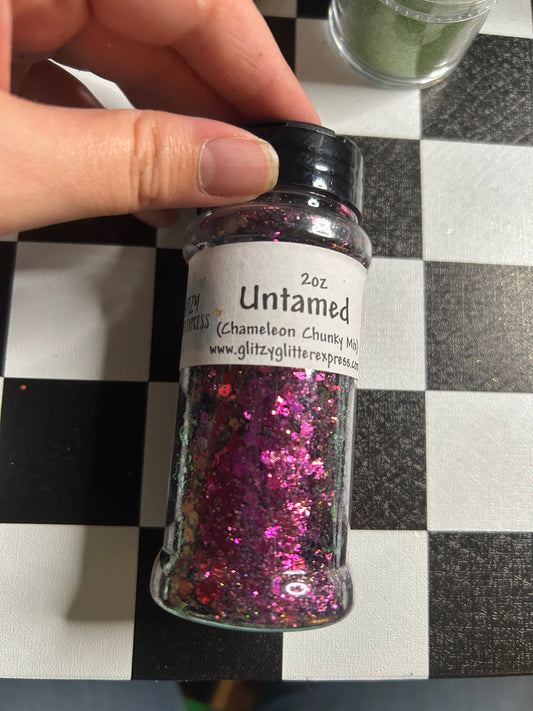 2oz
Untamed
(Chameleon Chunky Mix)
www.glitzyglitterexpress.com